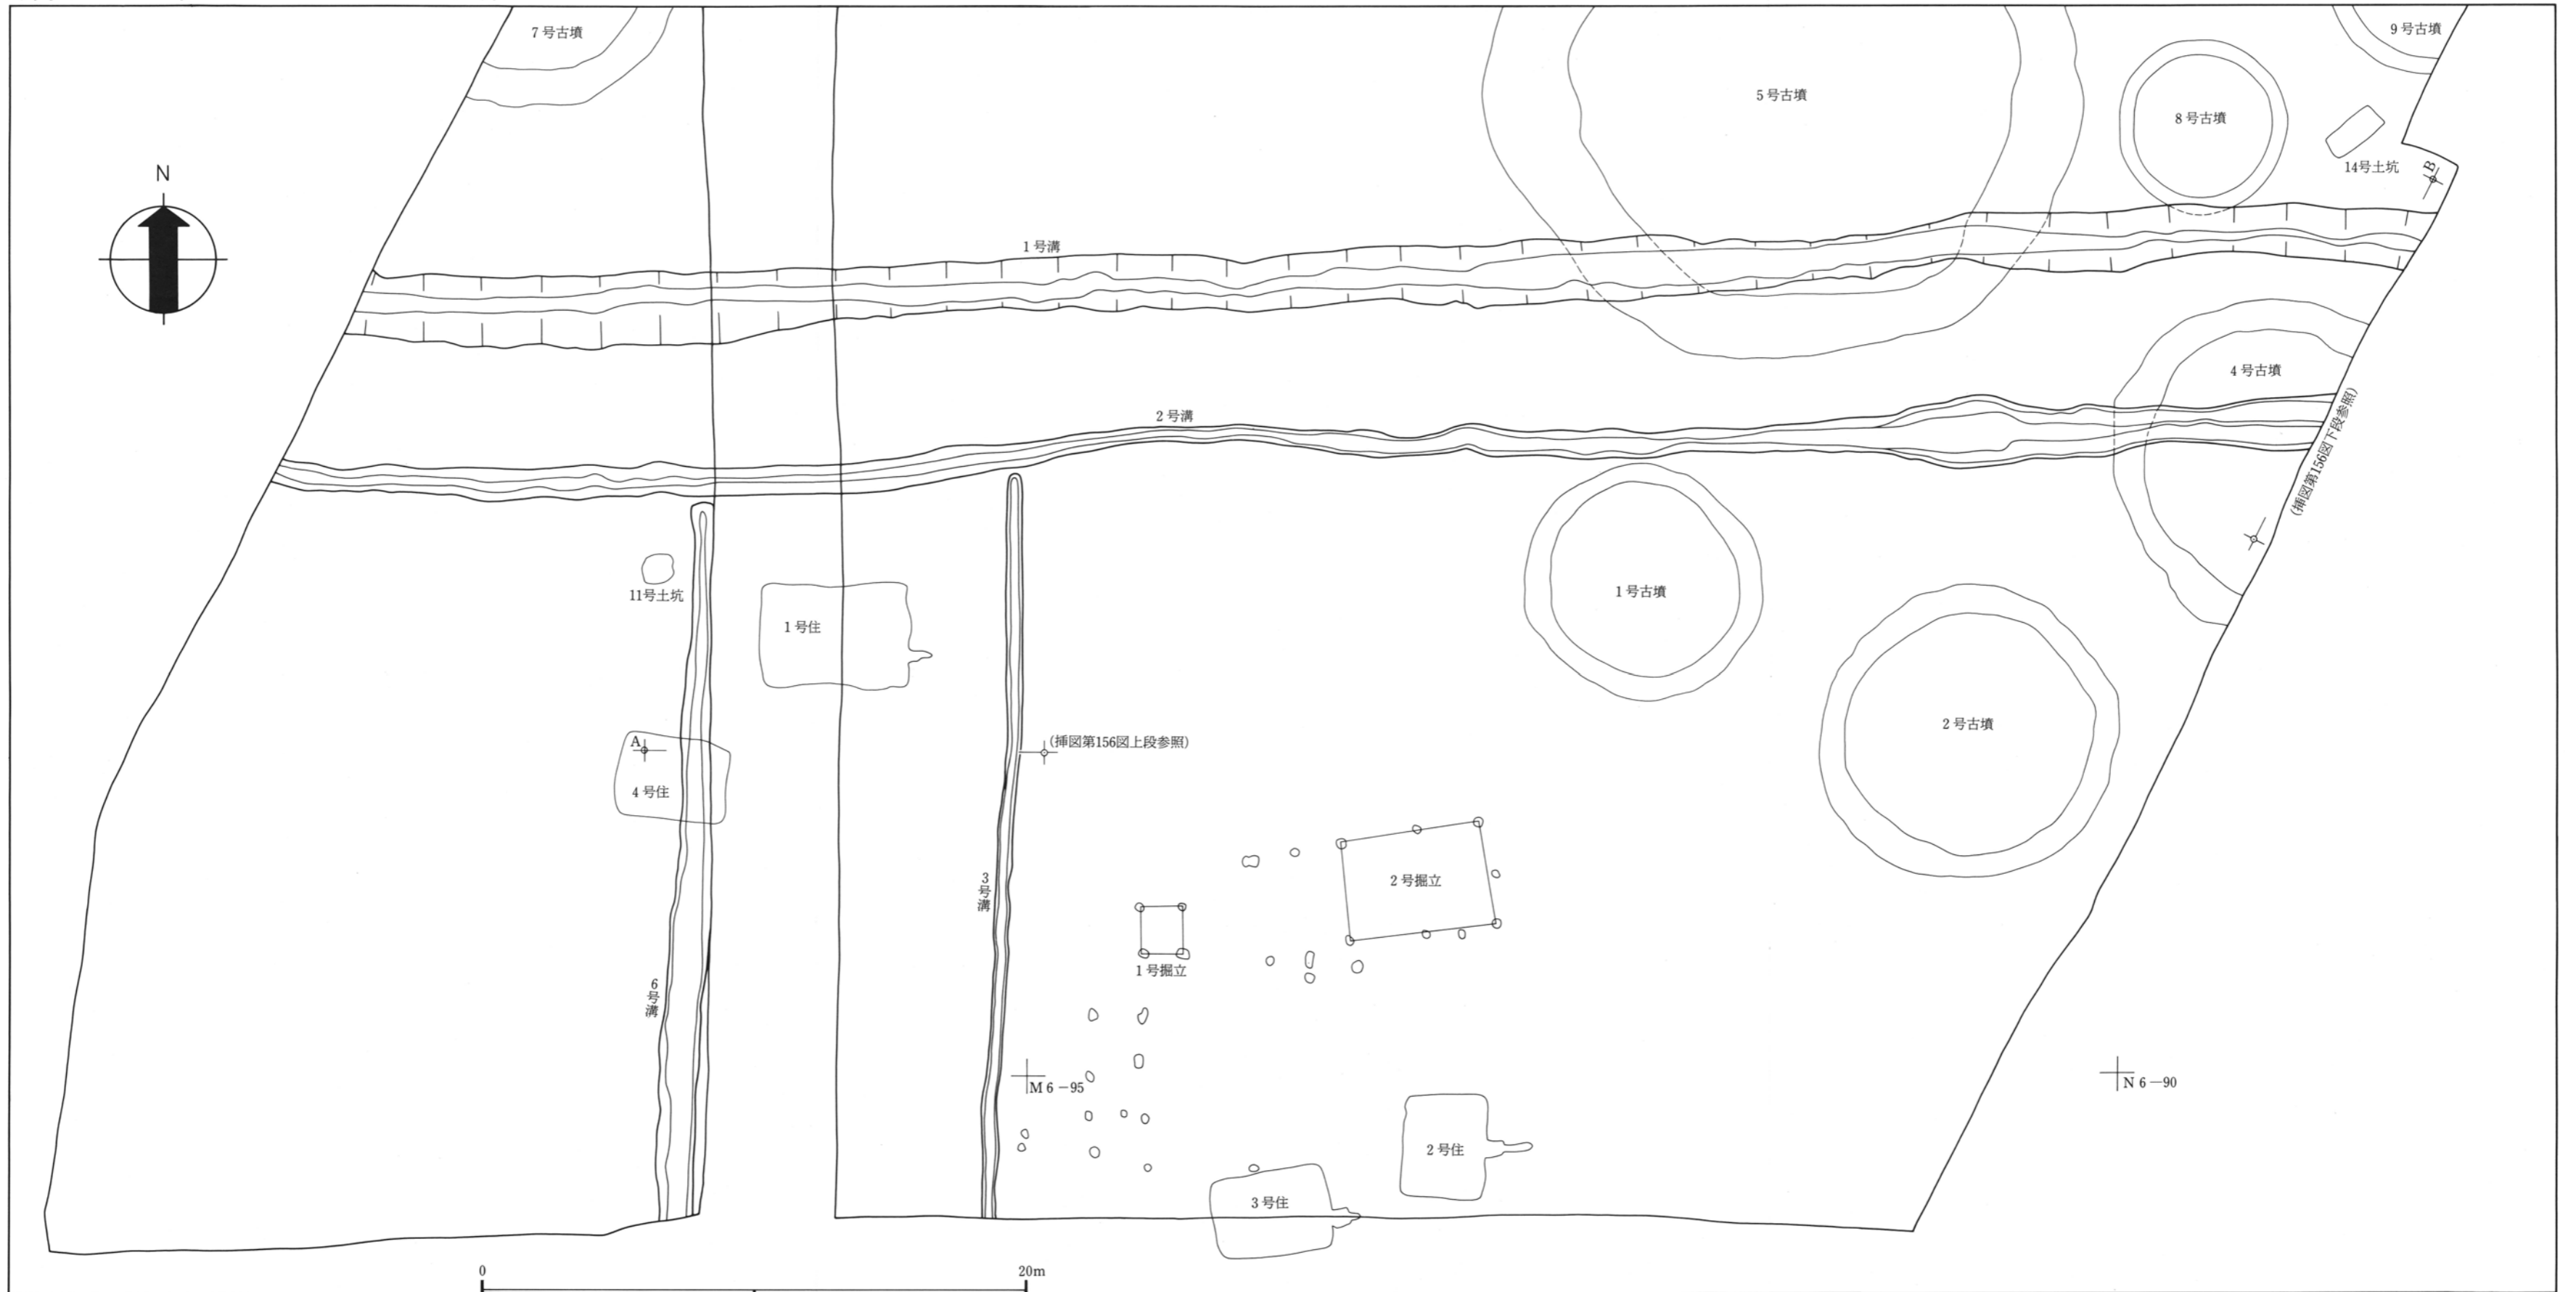 7号古墳
9号古墳
5号古墳
8号古墳
14号土坑
B
N
1号溝
4号古墳
2号溝
(挿図第156図下段参照)
11号土坑
1号住
1号古墳
2号古墳
A
(挿図第156図上段参照)
4号住
3号溝
2号掘立
1号掘立
6号溝
M6－95
N6－90
2号住
3号住
0
20m